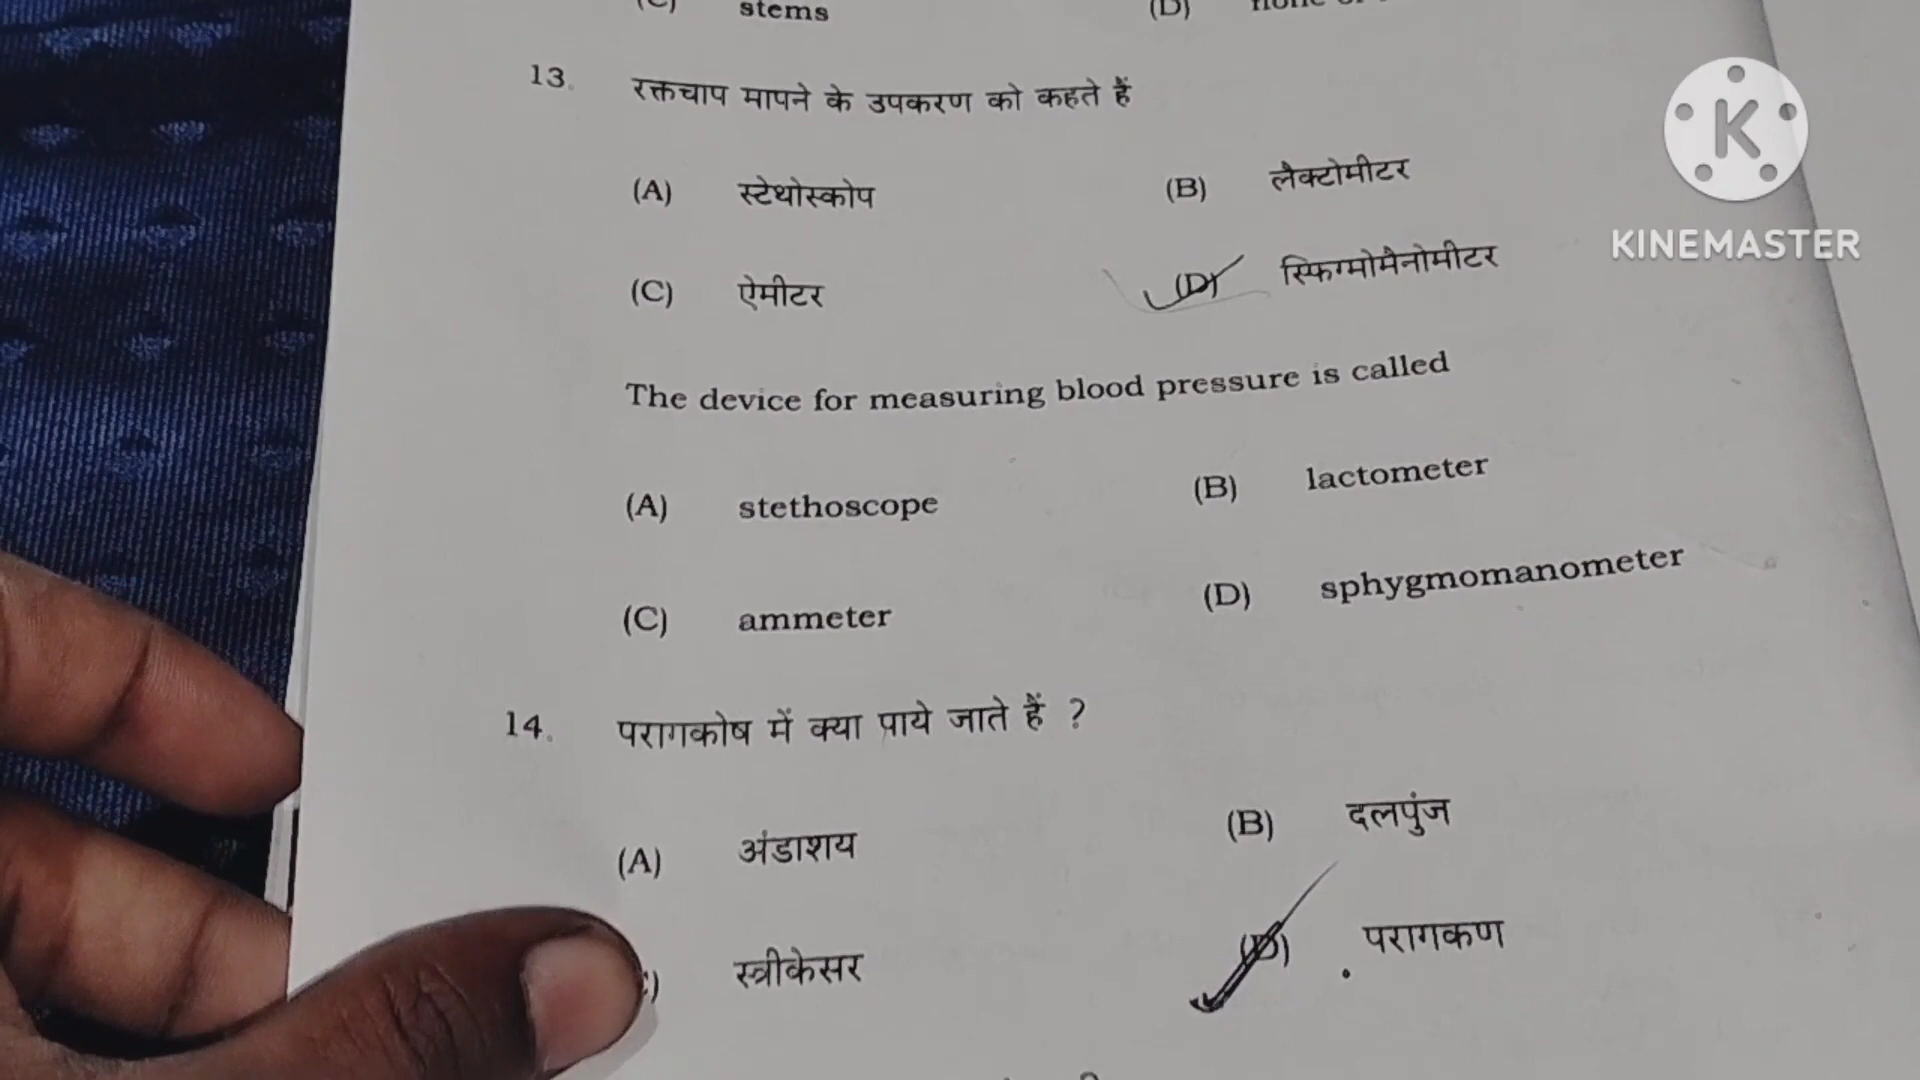 stems
(D)
13.
रक्तचाप मापने के उपकरण को कहते हैं
(A) स्टेथोस्कोप (B) लैक्टोमीटर
(C) ऐमीटर (D) स्फिग्मोमैनोमीटर
The device for measuring blood pressure is called
(A) stethoscope (B) lactometer
(C) ammeter (D) sphygmomanometer
14. परागकोष में क्या पाये जाते हैं ?
(A) अंडाशय (B) दलपुंज
स्त्रीकेसर (D) परागकण
K
KINEMASTER